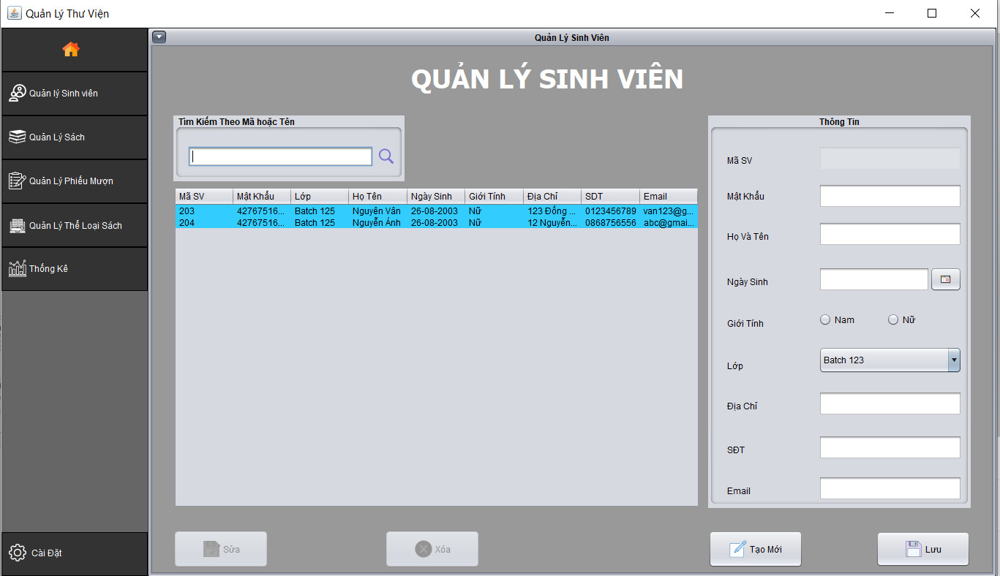 Quản Lý Thư Viện
Quản lý Sinh viên
Quản Lý Sách
Quản Lý Phiếu Mượn
Quản Lý Thể Loại Sách
Thống Kê
Cài Đặt
Quản Lý Sinh Viên
QUẢN LÝ SINH VIÊN
Tìm Kiếm Theo Mã hoặc Tên
Mã SV Mật Khẩu Lớp Họ Tên Ngày Sinh Giới Tính Địa Chỉ SDT Email
203 42767516... Batch 125 Nguyên Vân 26-08-2003 Nữ 123 Đống ... 0123456789 van123@g...
204 42767516... Batch 125 Nguyễn Ánh 26-08-2003 Nữ 12 Nguyễn... 0868756556 abc@gmai...
Sửa
Xóa
Thông Tin
Mã SV
Mật Khẩu
Họ Và Tên
Ngày Sinh
Giới Tính Nam Nữ
Lớp Batch 123
Địa Chỉ
SĐT
Email
Tạo Mới
Lưu